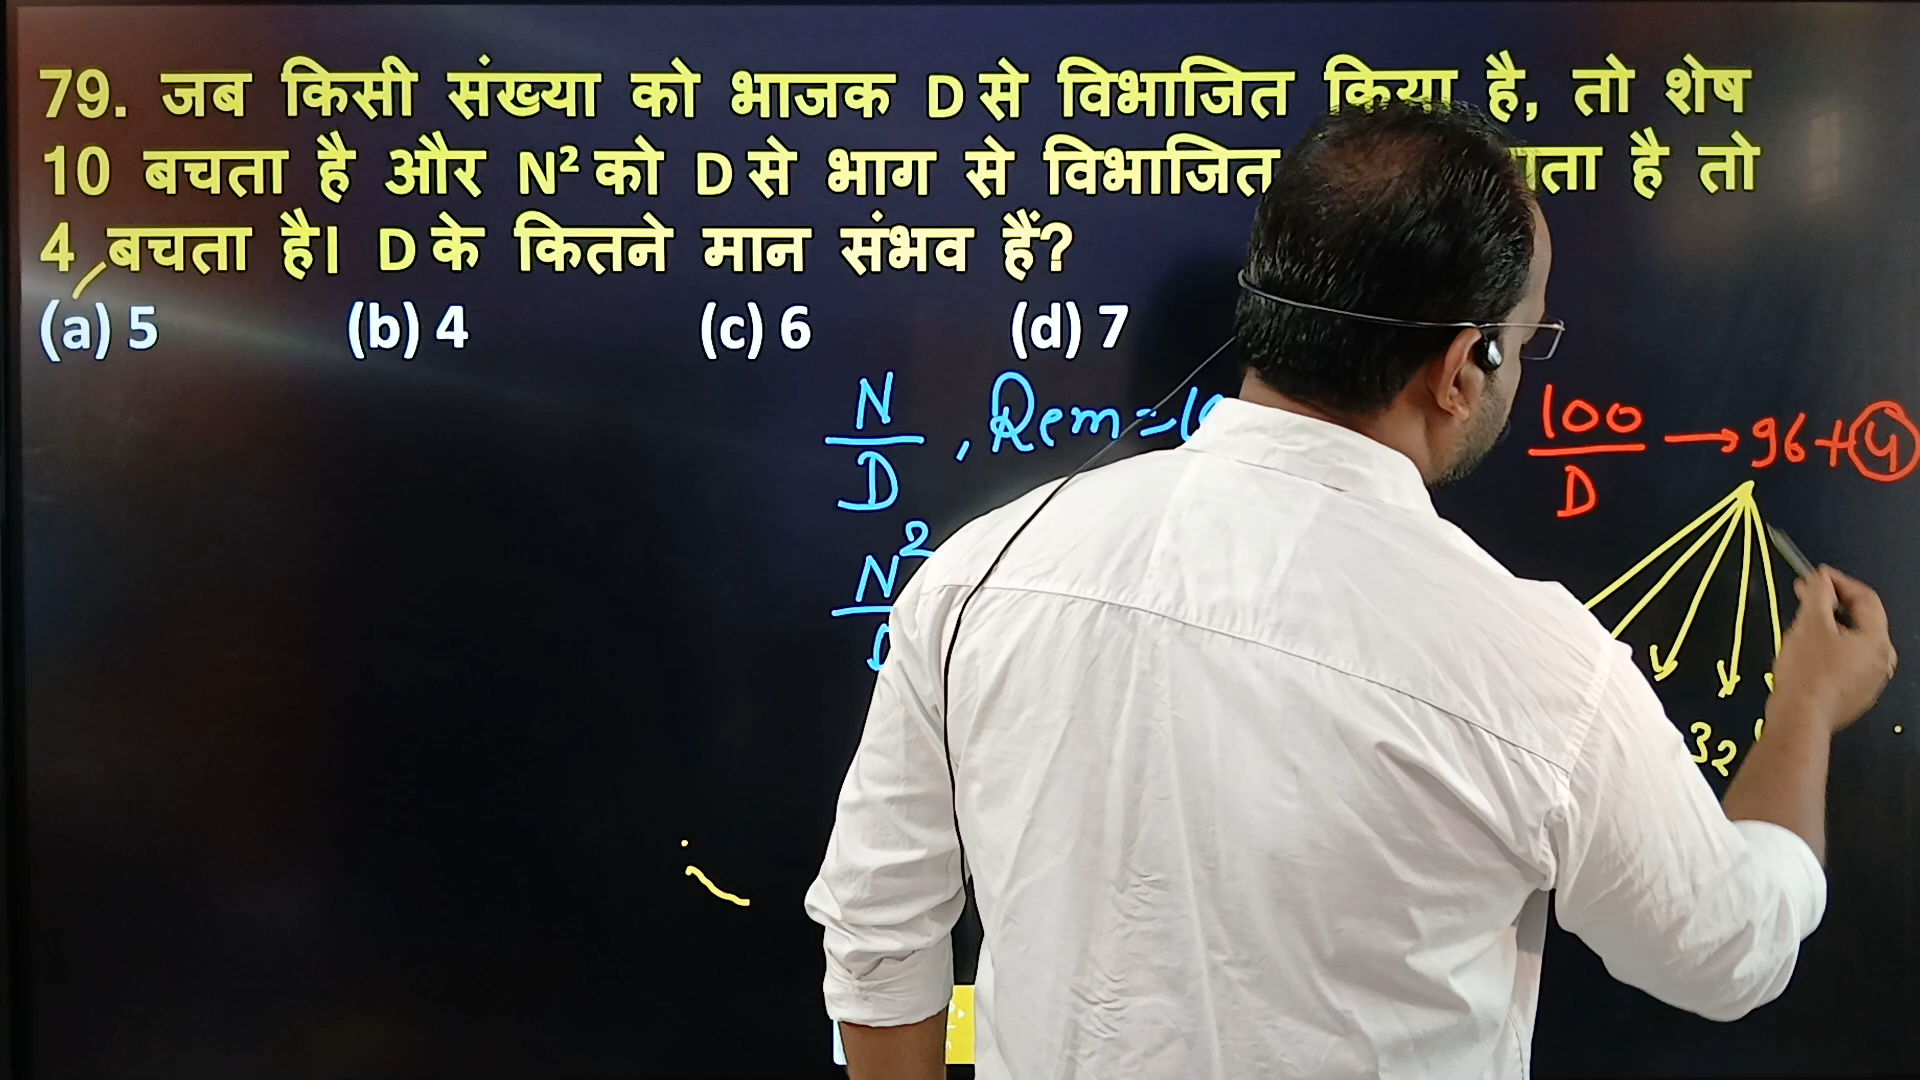 79. जब किसी संख्या को भाजक D से विभाजित किया है, तो शेष
10 बचता है और N² को D से भाग से विभाजित है तो
4 बचता है। D के कितने मान संभव हैं?
(a) 5 (b) 4 (c) 6 (d) 7
N/D , Rem = 10
100/D → 96 + 4
N²
32